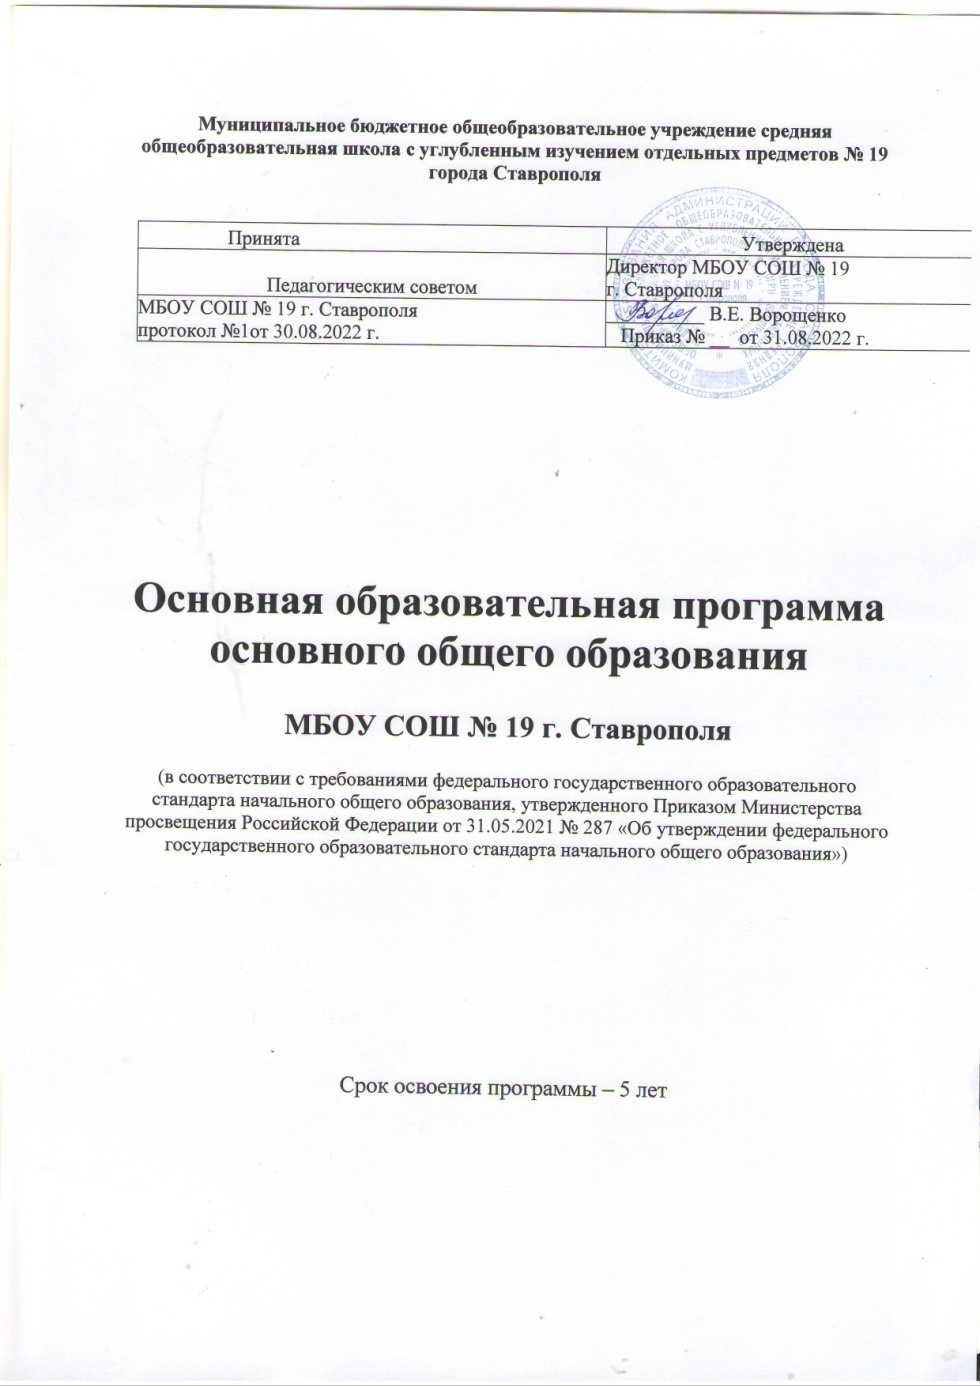 Муниципальное бюджетное общеобразовательное учреждение средняя
общеобразовательная школа с углубленным изучением отдельных предметов № 19
города Ставрополя
Принята
Утверждена
Педагогическим советом
Директор МБОУ СОШ № 19
г. Ставрополя
МБОУ СОШ № 19 г. Ставрополя
В.Е. Ворощенко
протокол №1от 30.08.2022 г.
Приказ № __ от 31.08.2022 г.
Основная образовательная программа
основного общего образования
МБОУ СОШ № 19 г. Ставрополя
(в соответствии с требованиями федерального государственного образовательного
стандарта начального общего образования, утвержденного Приказом Министерства
просвещения Российской Федерации от 31.05.2021 № 287 «Об утверждении федерального
государственного образовательного стандарта начального общего образования»)
Срок освоения программы – 5 лет